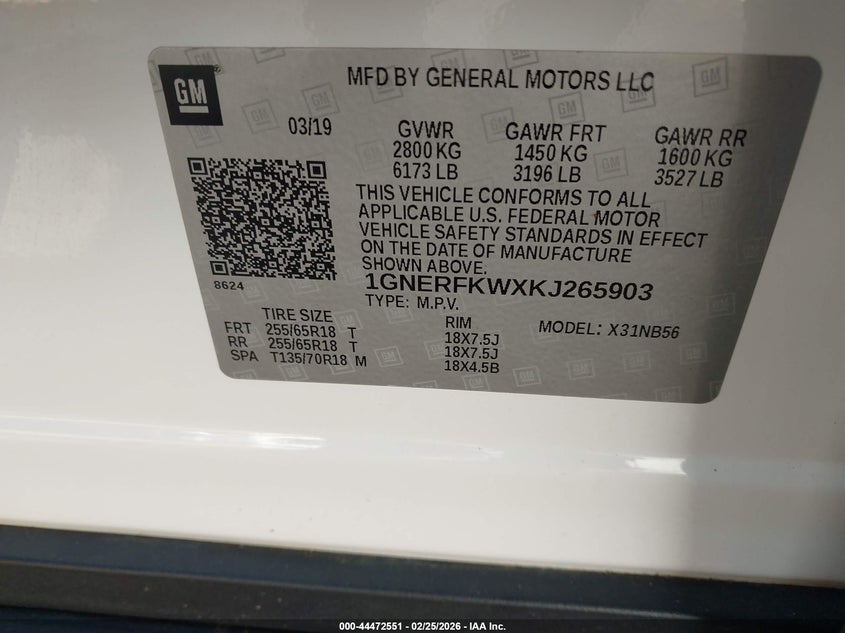 GM
MFD BY GENERAL MOTORS LLC
03/19
GVWR GAWR FRT GAWR RR
2800 KG 1450 KG 1600 KG
6173 LB 3196 LB 3527 LB
THIS VEHICLE CONFORMS TO ALL
APPLICABLE U.S. FEDERAL MOTOR
VEHICLE SAFETY STANDARDS IN EFFECT
ON THE DATE OF MANUFACTURE
SHOWN ABOVE.
8624
1GNERFKWXKJ265903
TYPE: M.P.V.
TIRE SIZE RIM MODEL: X31NB56
FRT 255/65R18 T 18X7.5J
RR 255/65R18 T 18X7.5J
SPA T135/70R18 M 18X4.5B
000-44472551 - 02/25/2026 - IAA Inc.